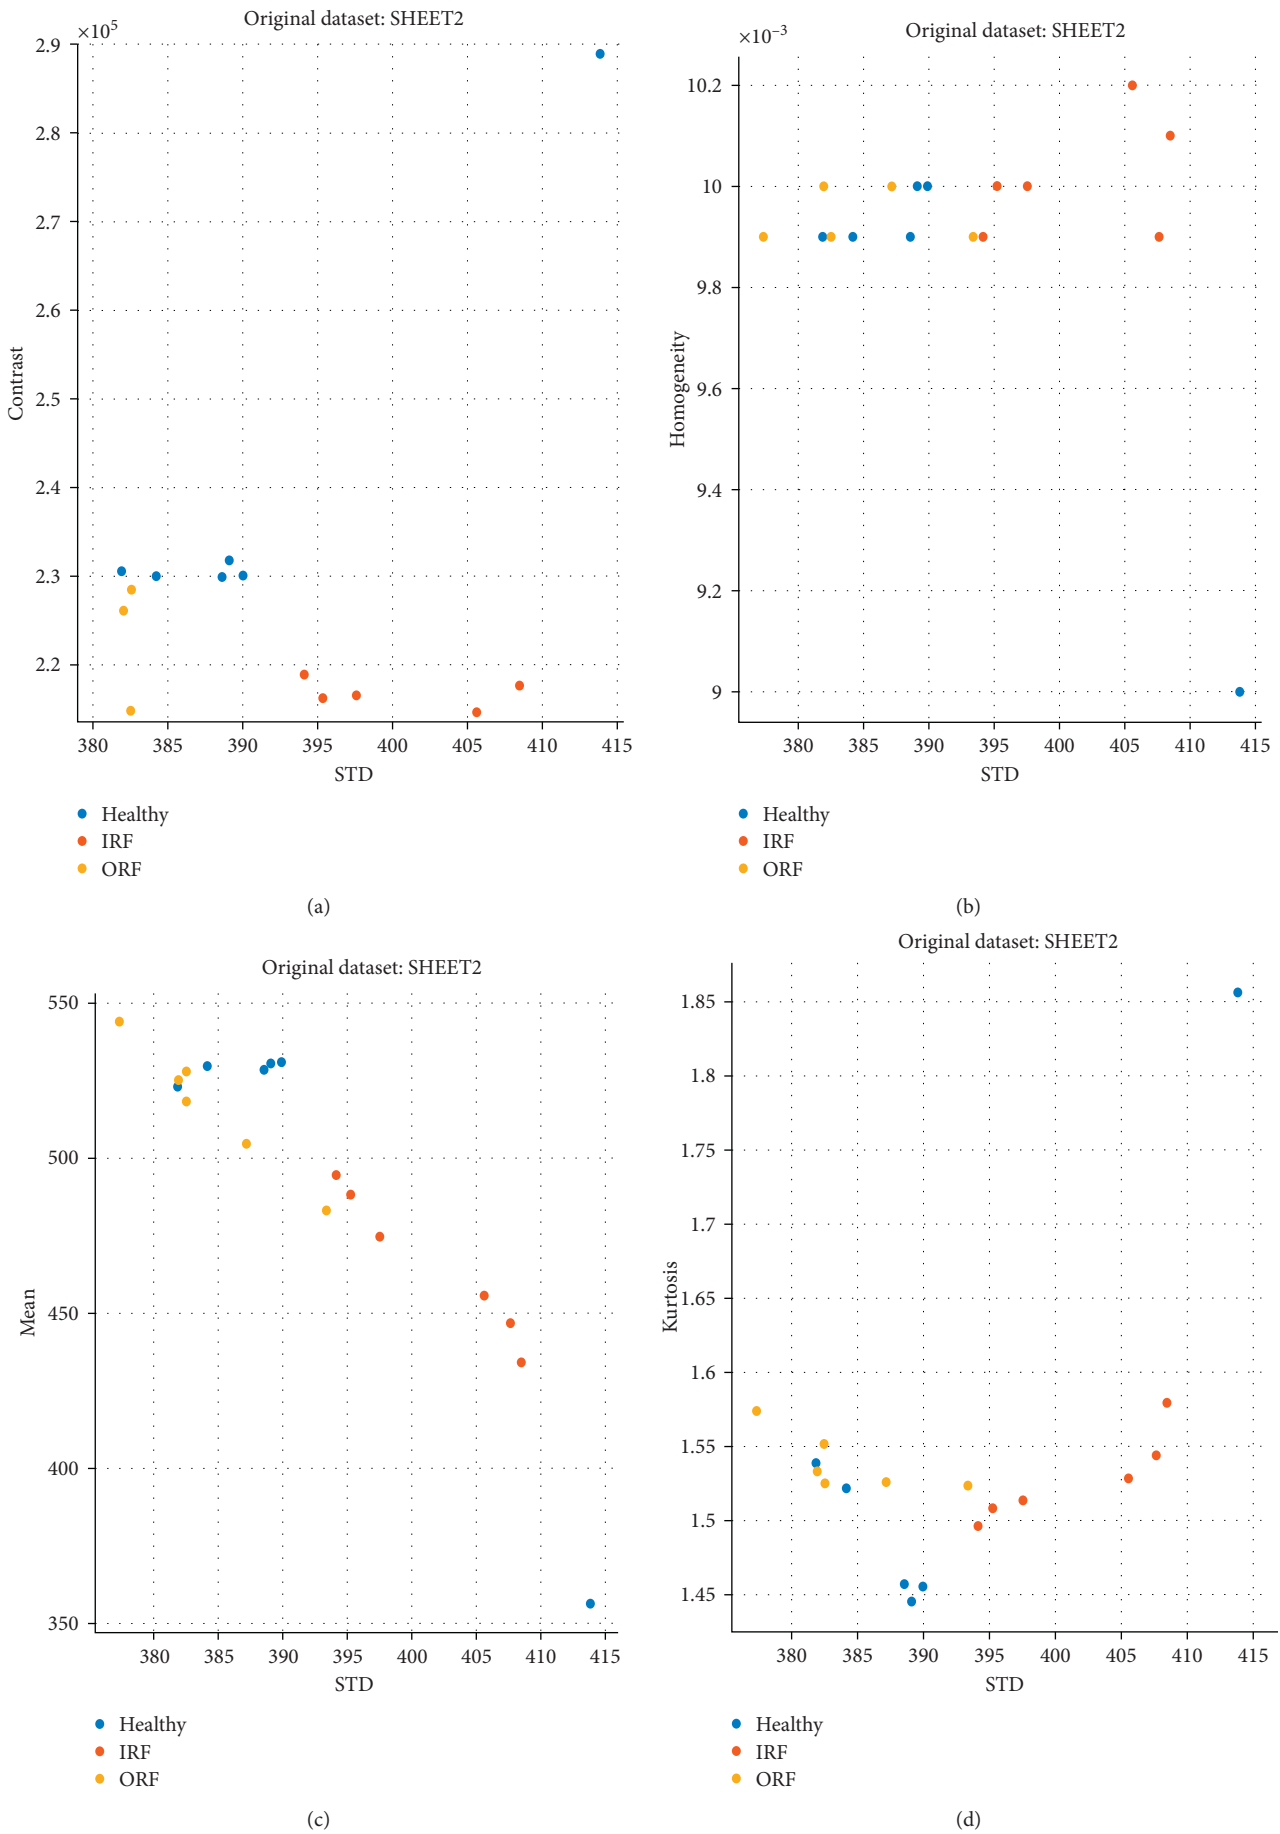 Original dataset: SHEET2
×10⁵
2.9
2.8
2.7
2.6
2.5
2.4
2.3
2.2
Contrast
380 385 390 395 400 405 410 415
STD
Healthy
IRF
ORF
(a)
Original dataset: SHEET2
×10⁻³
10.2
10
9.8
9.6
9.4
9.2
9
Homogeneity
380 385 390 395 400 405 410 415
STD
Healthy
IRF
ORF
(b)
Original dataset: SHEET2
550
500
450
400
350
Mean
380 385 390 395 400 405 410 415
STD
Healthy
IRF
ORF
(c)
Original dataset: SHEET2
1.85
1.8
1.75
1.7
1.65
1.6
1.55
1.5
1.45
Kurtosis
380 385 390 395 400 405 410 415
STD
Healthy
IRF
ORF
(d)